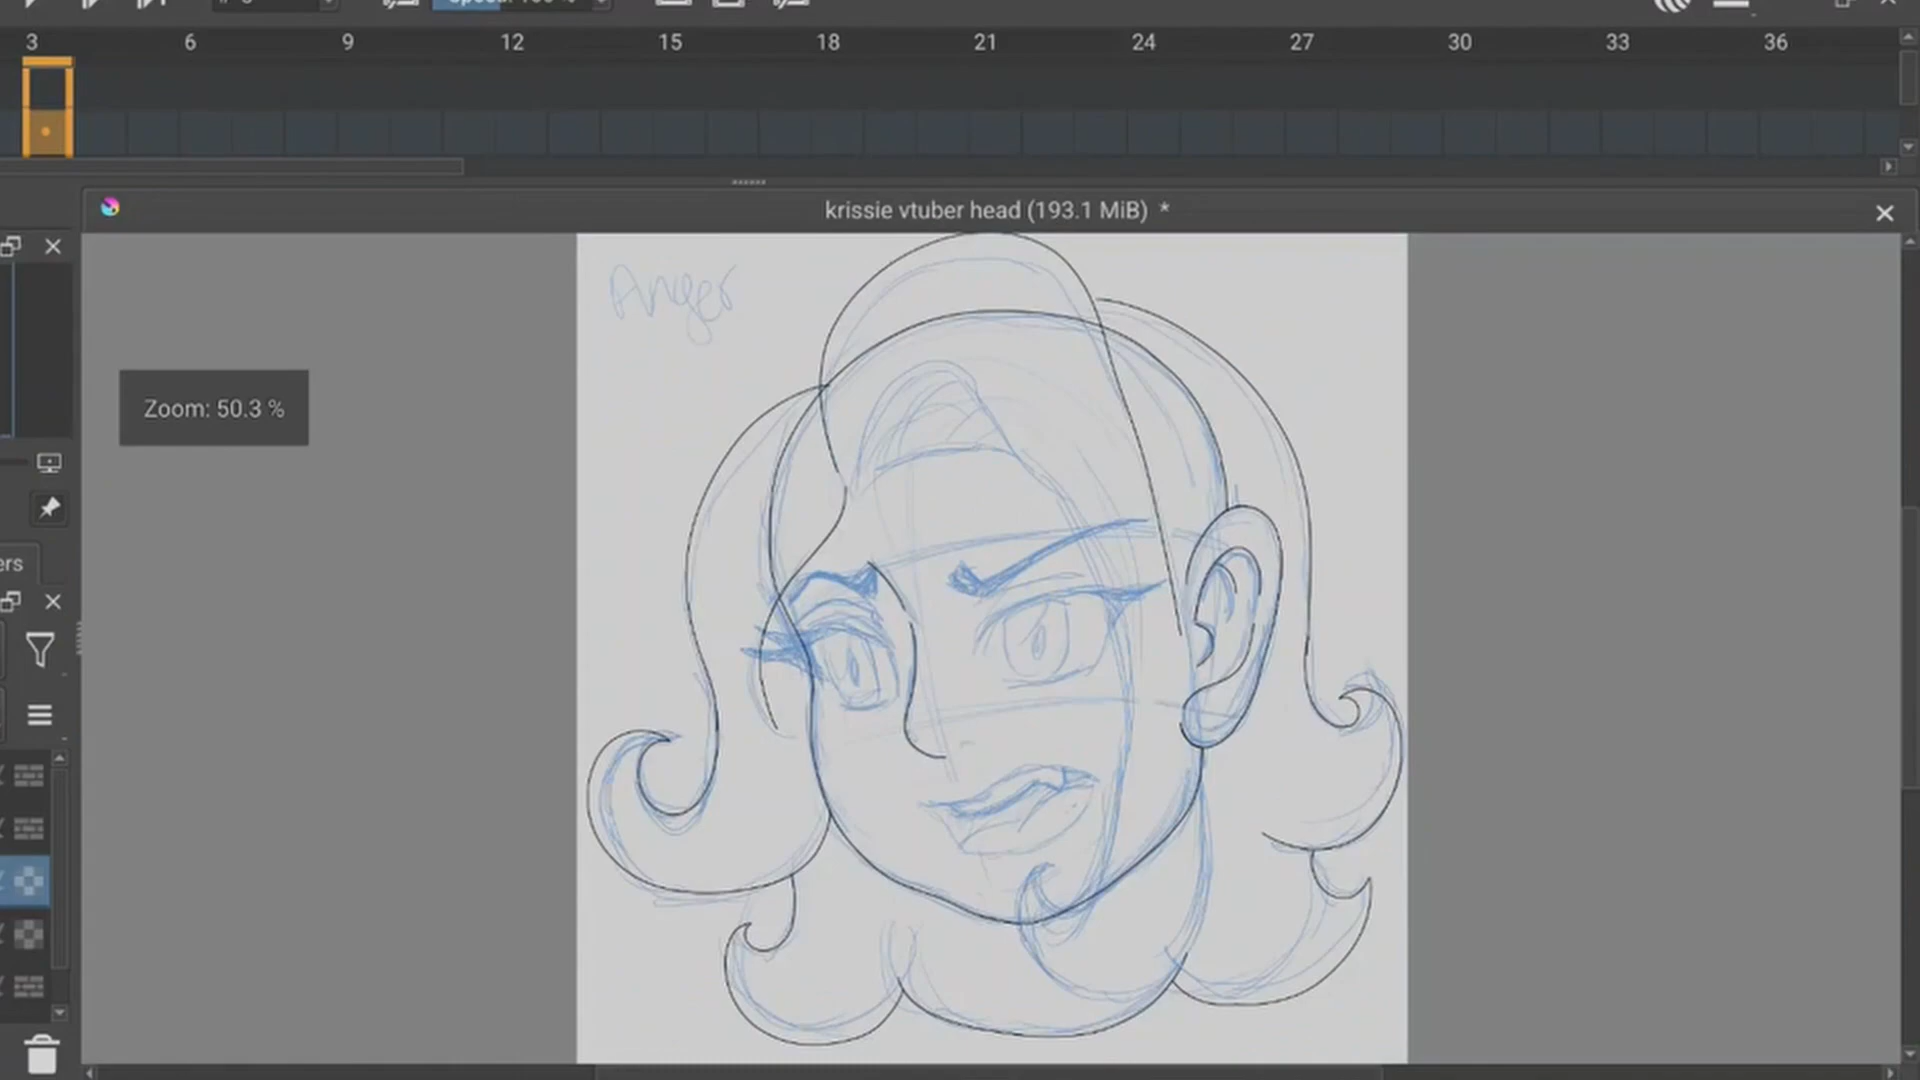 3 6 9 12 15 18 21 24 27 30 33 36
krissie vtuber head (193.1 MiB) *
Anger
Zoom: 50.3 %
ers